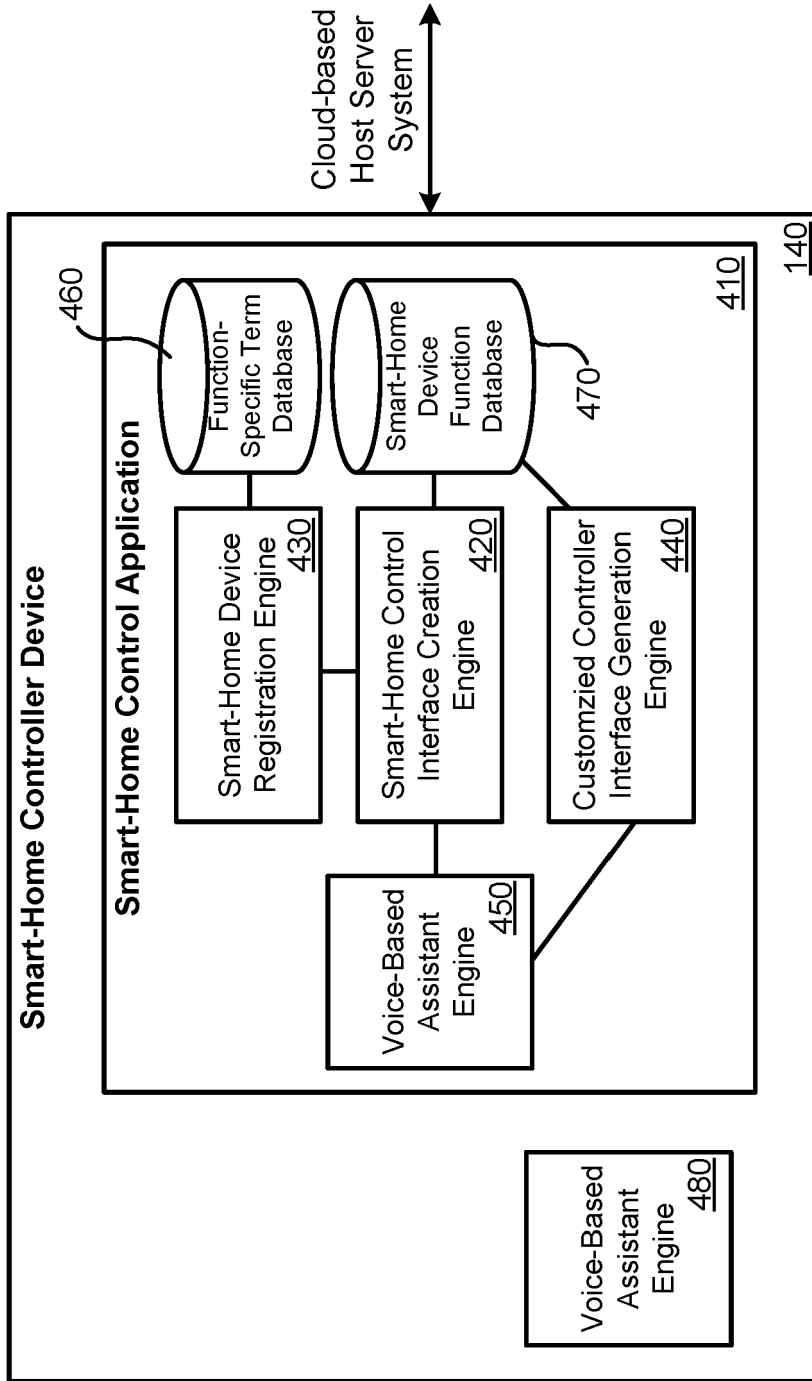 Smart-Home Controller Device
Smart-Home Control Application
460
Function-
Specific Term
Database
Smart-Home Device
Registration Engine
430
Smart-Home
Device
Function
Database
470
Smart-Home Control
Interface Creation
Engine
420
Voice-Based
Assistant
Engine
450
Customzied Controller
Interface Generation
Engine
440
410
Voice-Based
Assistant
Engine
480
140
Cloud-based
Host Server
System